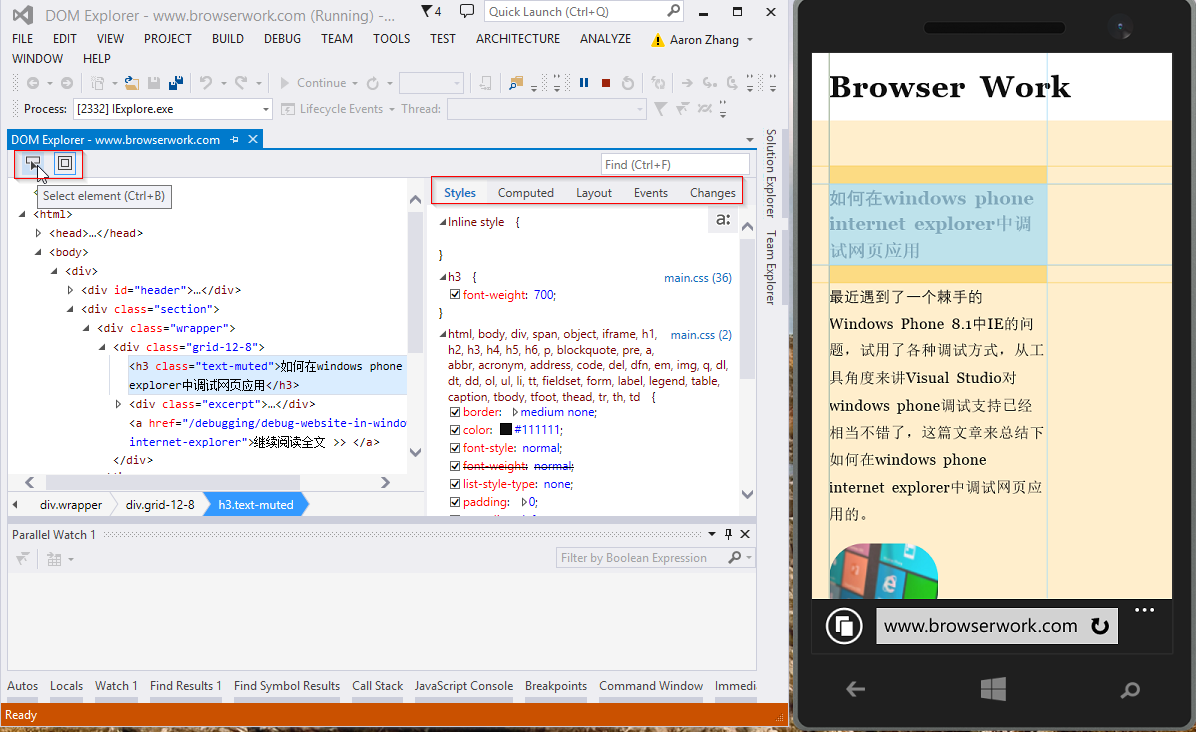 DOM Explorer - www.browserwork.com (Running) -...
4
Quick Launch (Ctrl+Q)
FILE EDIT VIEW PROJECT BUILD DEBUG TEAM TOOLS TEST ARCHITECTURE ANALYZE Aaron Zhang
WINDOW HELP
Continue
Process: [2332] IExplore.exe Lifecycle Events Thread:
DOM Explorer - www.browserwork.com
Find (Ctrl+F)
Select element (Ctrl+B)
<html>
<head>…</head>
<body>
<div>
<div id="header">…</div>
<div class="section">
<div class="wrapper">
<div class="grid-12-8">
<h3 class="text-muted">如何在windows phone
explorer中调试网页应用</h3>
<div class="excerpt">…</div>
<a href="/debugging/debug-website-in-windo
internet-explorer">继续阅读全文 >> </a>
</div>
div.wrapper div.grid-12-8 h3.text-muted
Styles Computed Layout Events Changes
a:
Inline style {
}
h3 { main.css (36)
font-weight: 700;
}
html, body, div, span, object, iframe, h1, main.css (2)
h2, h3, h4, h5, h6, p, blockquote, pre, a,
abbr, acronym, address, code, del, dfn, em, img, q, dl,
dt, dd, ol, ul, li, tt, fieldset, form, label, legend, table,
caption, tbody, tfoot, thead, tr, th, td {
border: medium none;
color: #111111;
font-style: normal;
font-weight: normal;
list-style-type: none;
padding: 0;
Solution Explorer
Team Explorer
Parallel Watch 1
Filter by Boolean Expression
Autos Locals Watch 1 Find Results 1 Find Symbol Results Call Stack JavaScript Console Breakpoints Command Window Immedi
Ready
Browser Work
如何在windows phone
internet explorer中调
试网页应用
最近遇到了一个棘手的
Windows Phone 8.1中IE的问
题，试用了各种调试方式，从工
具角度来讲Visual Studio对
windows phone调试支持已经
相当不错了，这篇文章来总结下
如何在windows phone
internet explorer中调试网页应
用的。
www.browserwork.com